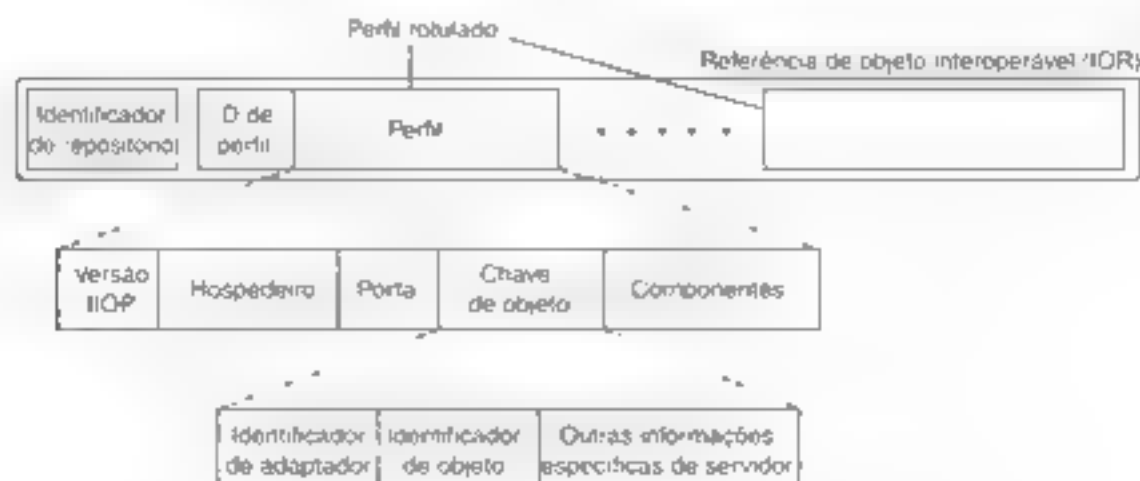 Perfil rotulado
Referência de objeto interoperável (IOR)
Identificador
de repositório
ID de
perfil
Perfil
Versão
IIOP
Hospedeiro
Porta
Chave
de objeto
Componentes
Identificador
de adaptador
Identificador
de objeto
Outras informações
específicas de servidor